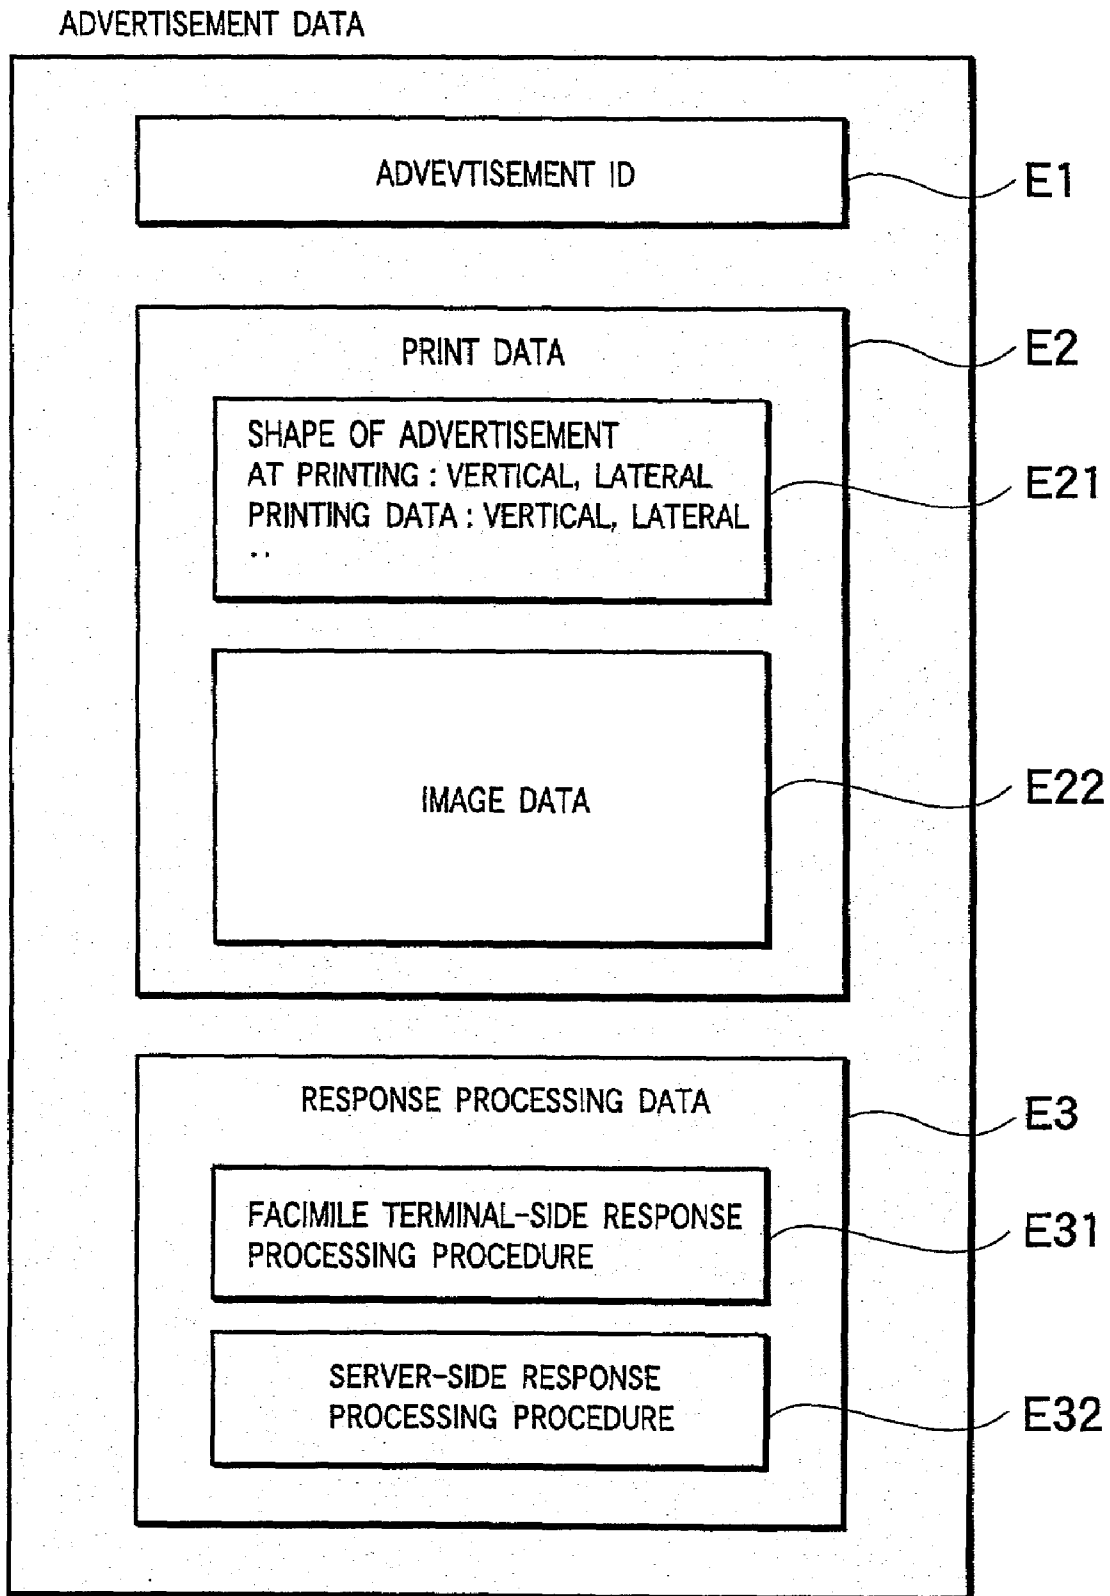 ADVERTISEMENT DATA
ADVEVTISEMENT ID
E1
PRINT DATA
E2
SHAPE OF ADVERTISEMENT
AT PRINTING : VERTICAL, LATERAL
PRINTING DATA : VERTICAL, LATERAL
..
E21
IMAGE DATA
E22
RESPONSE PROCESSING DATA
E3
FACIMILE TERMINAL-SIDE RESPONSE
PROCESSING PROCEDURE
E31
SERVER-SIDE RESPONSE
PROCESSING PROCEDURE
E32